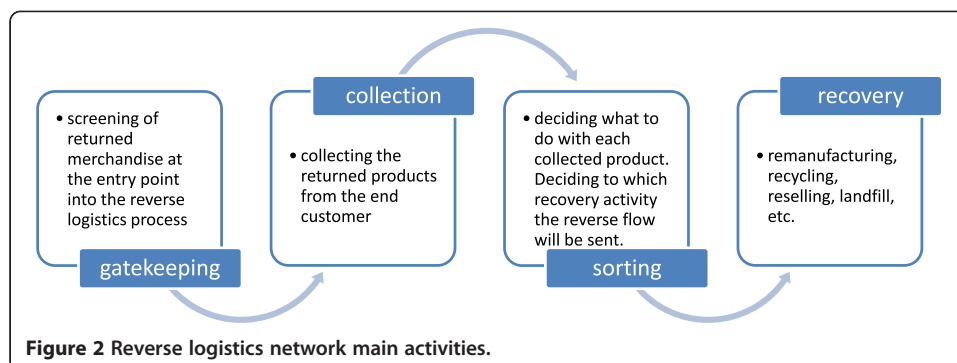 • screening of
returned
merchandise at
the entry point
into the reverse
logistics process
gatekeeping
collection
• collecting the
returned products
from the end
customer
• deciding what to
do with each
collected product.
Deciding to which
recovery activity
the reverse flow
will be sent.
sorting
recovery
• remanufacturing,
recycling,
reselling, landfill,
etc.
Figure 2 Reverse logistics network main activities.